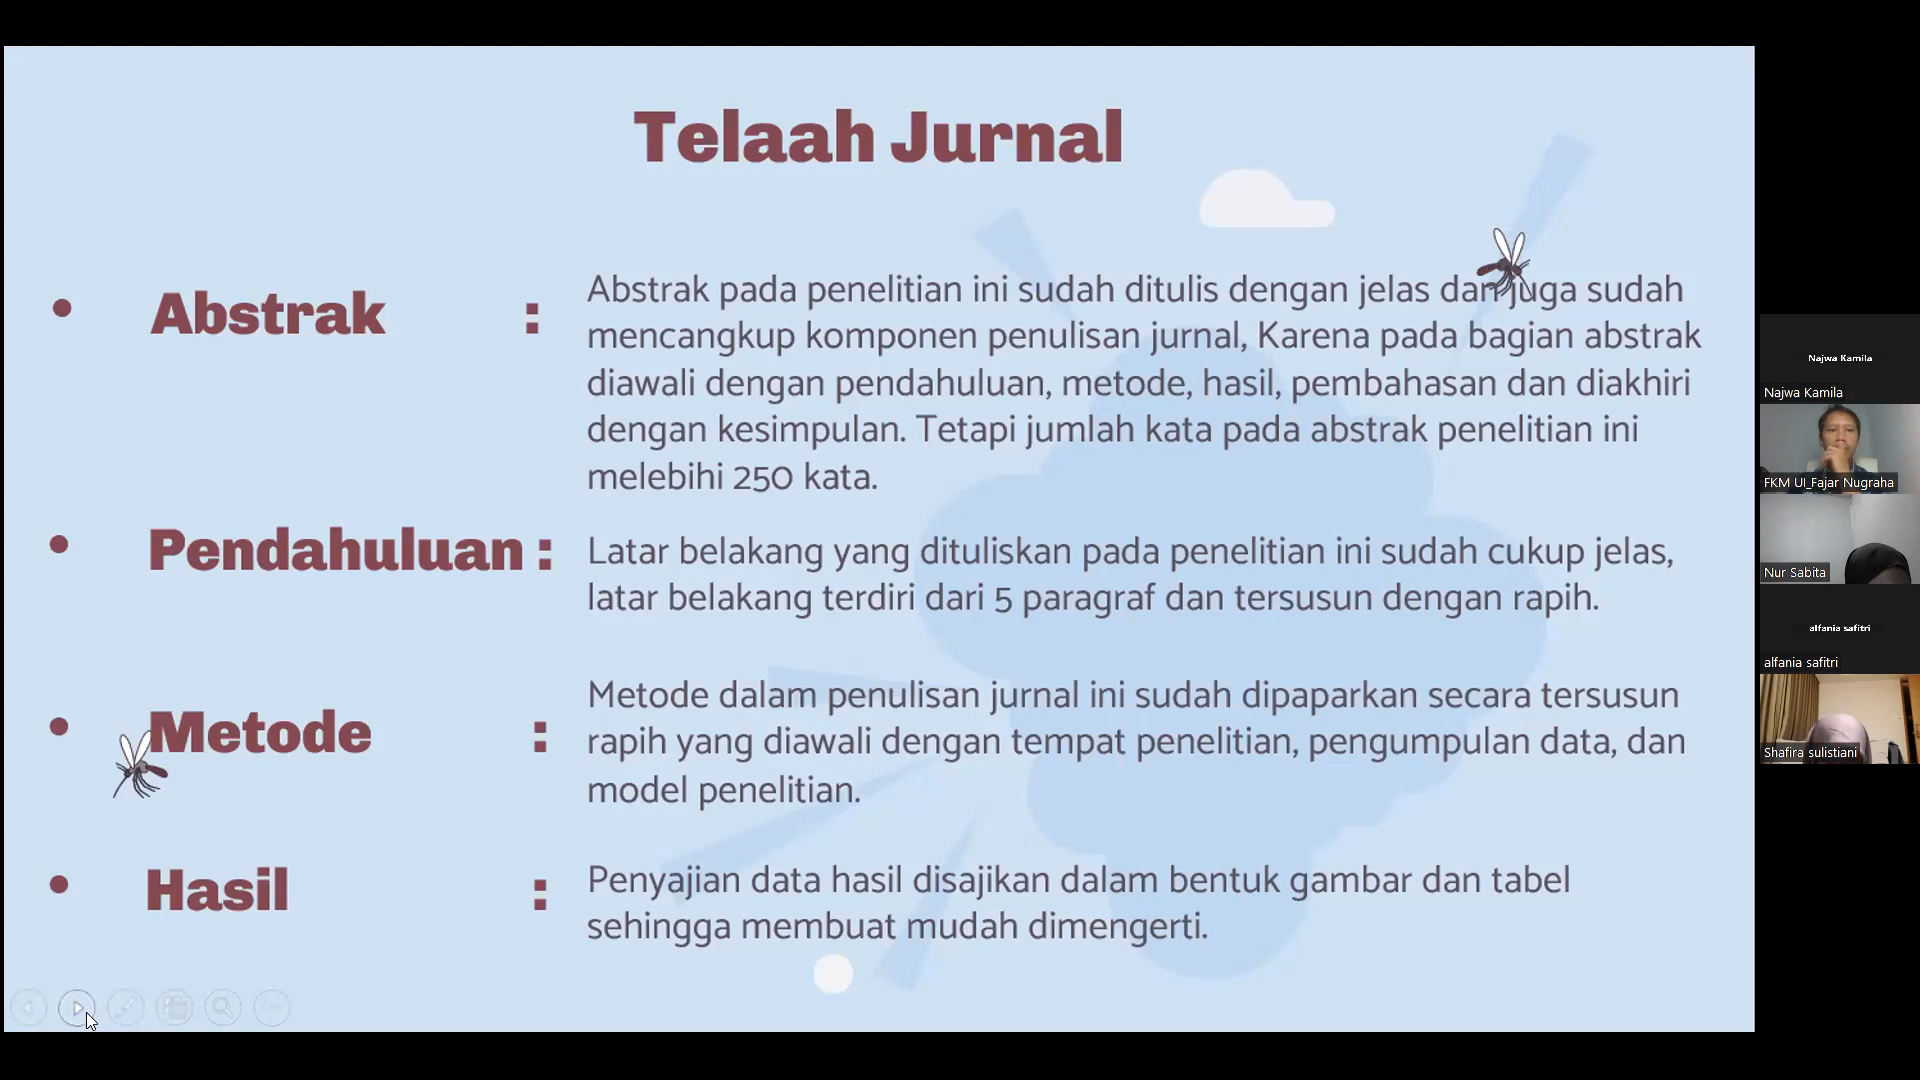 Telaah Jurnal
• Abstrak :
Abstrak pada penelitian ini sudah ditulis dengan jelas dan juga sudah
mencangkup komponen penulisan jurnal, Karena pada bagian abstrak
diawali dengan pendahuluan, metode, hasil, pembahasan dan diakhiri
dengan kesimpulan. Tetapi jumlah kata pada abstrak penelitian ini
melebihi 250 kata.
• Pendahuluan :
Latar belakang yang dituliskan pada penelitian ini sudah cukup jelas,
latar belakang terdiri dari 5 paragraf dan tersusun dengan rapih.
• Metode :
Metode dalam penulisan jurnal ini sudah dipaparkan secara tersusun
rapih yang diawali dengan tempat penelitian, pengumpulan data, dan
model penelitian.
• Hasil :
Penyajian data hasil disajikan dalam bentuk gambar dan tabel
sehingga membuat mudah dimengerti.
Najwa Kamila
Najwa Kamila
FKM UI_Fajar Nugraha
Nur Sabita
alfania safitri
alfania safitri
Shafira sulistiani